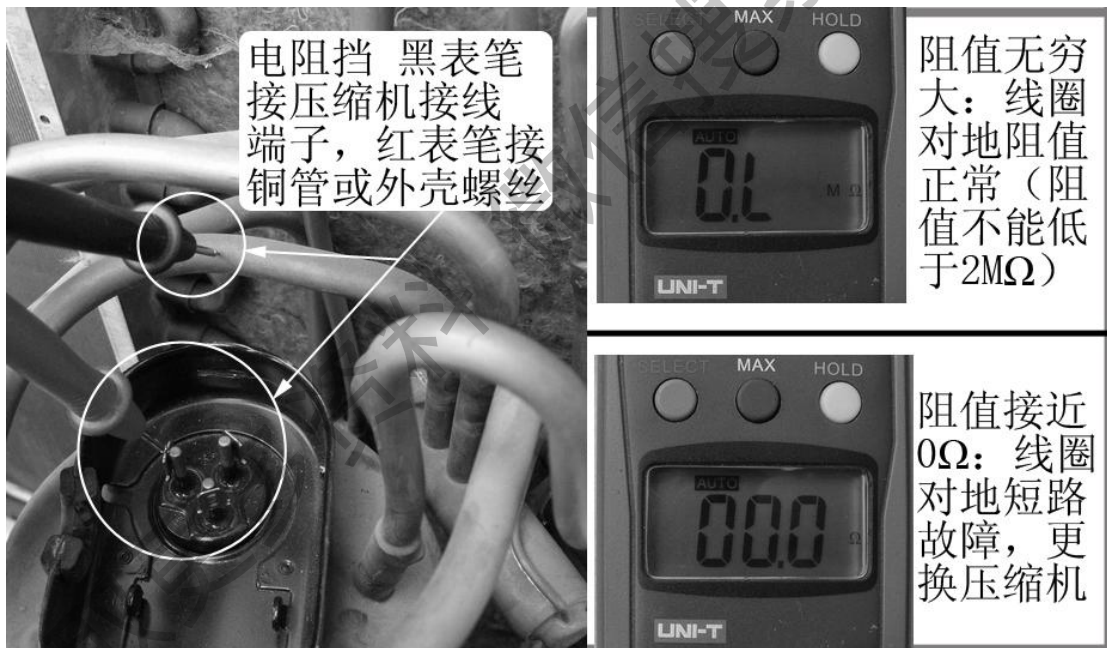 电阻挡 黑表笔
接压缩机接线
端子，红表笔接
铜管或外壳螺丝
SELECT MAX HOLD
AUTO
0.L MΩ
UNI-T
阻值无穷
大：线圈
对地阻值
正常（阻
值不能低
于2MΩ）
SELECT MAX HOLD
AUTO
00.0 Ω
UNI-T
阻值接近
0Ω：线圈
对地短路
故障，更
换压缩机